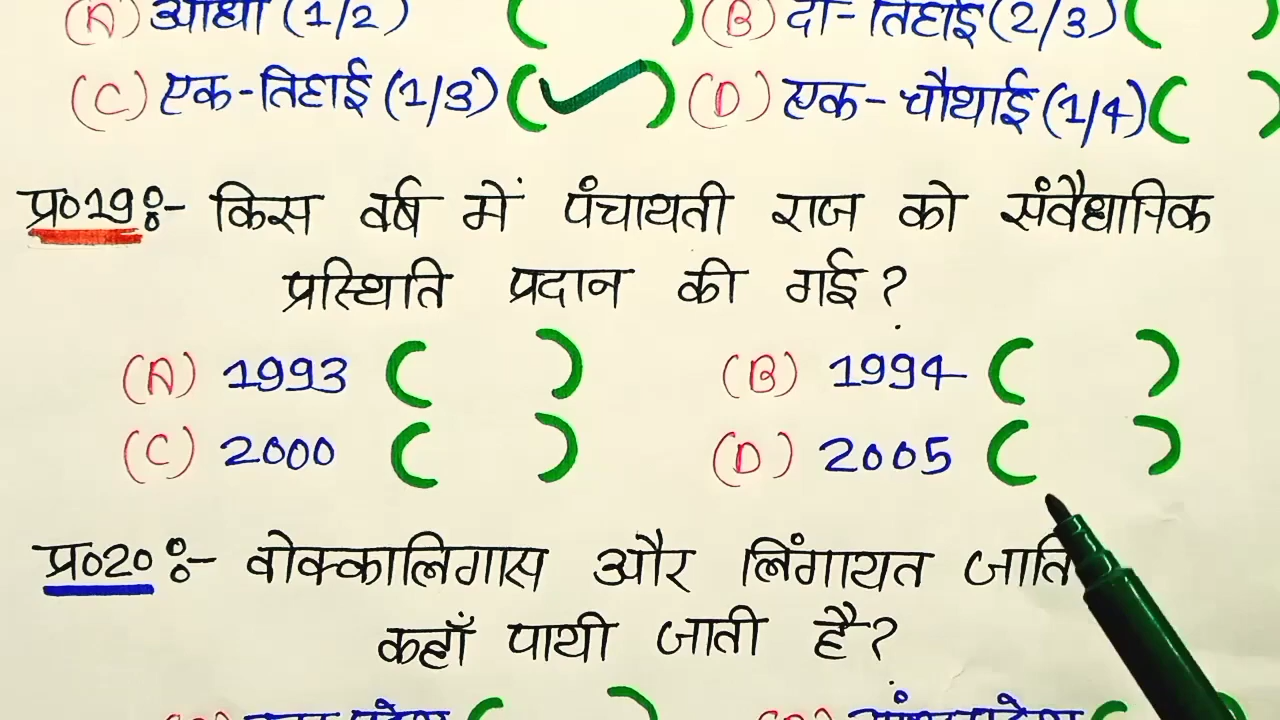 (A) आधा (1/2) ( ) (B) दो-तिहाई (2/3) ( )
(C) एक-तिहाई (1/3) (✓) (D) एक-चौथाई (1/4) ( )
प्र०19:- किस वर्ष में पंचायती राज को संवैधानिक
प्रस्थिति प्रदान की गई?
(A) 1993 ( ) (B) 1994 ( )
(C) 2000 ( ) (D) 2005 ( )
प्र०20:- वोक्कालिगास और लिंगायत जाति
कहाँ पायी जाती है?